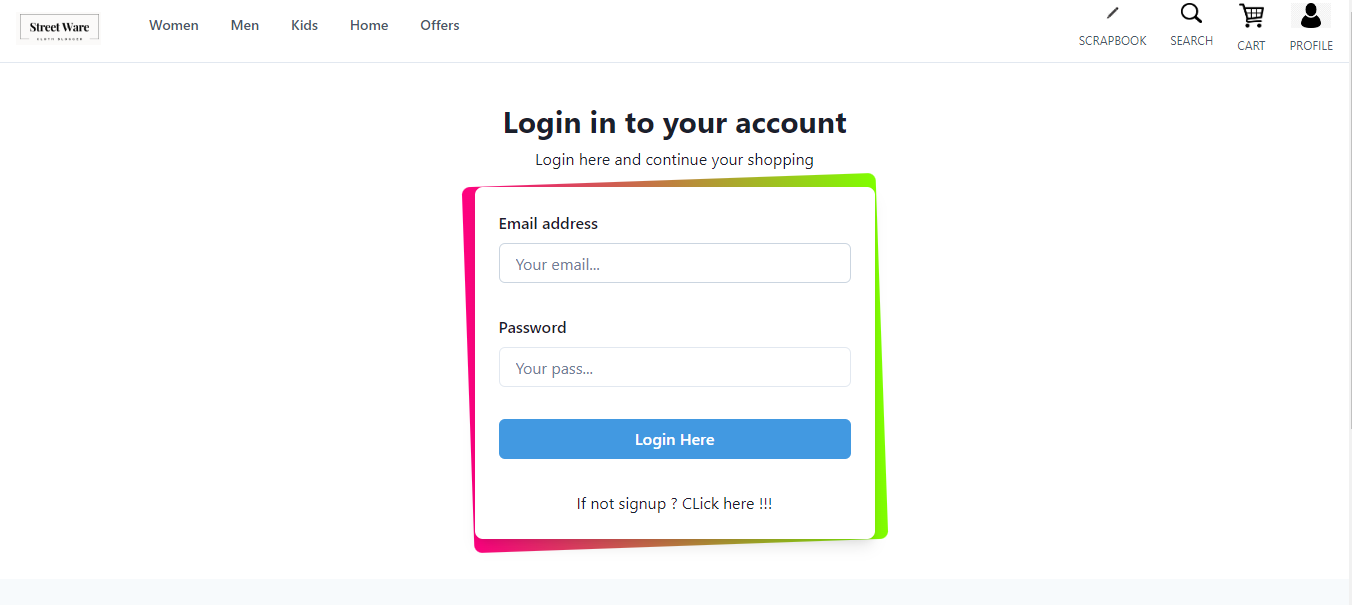 Street Ware
Women Men Kids Home Offers
SCRAPBOOK SEARCH CART PROFILE
Login in to your account
Login here and continue your shopping
Email address
Your email...
Password
Your pass...
Login Here
If not signup ? CLick here !!!